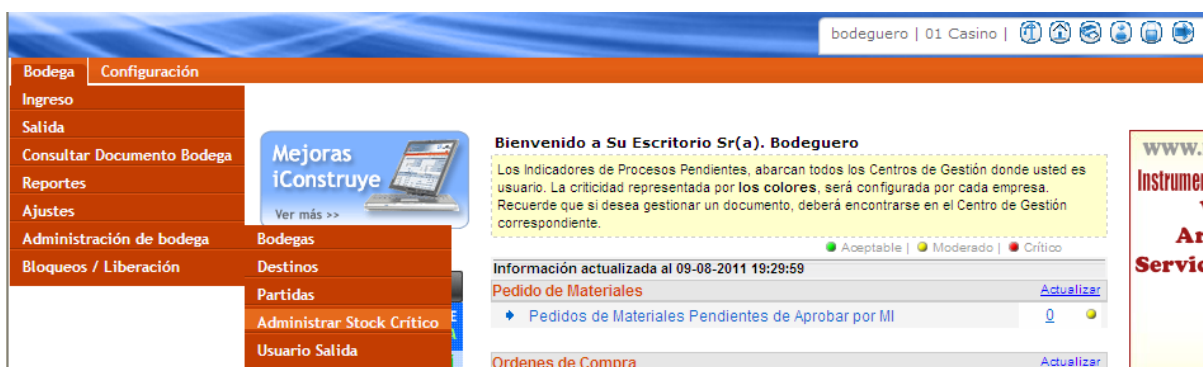 bodeguero | 01 Casino |
Bodega Configuración
Ingreso
Salida
Consultar Documento Bodega
Reportes
Ajustes
Administración de bodega
Bloqueos / Liberación
Bodegas
Destinos
Partidas
Administrar Stock Crítico
Usuario Salida
Mejoras
iConstruye
Ver más >>
Bienvenido a Su Escritorio Sr(a). Bodeguero
Los Indicadores de Procesos Pendientes, abarcan todos los Centros de Gestión donde usted es
usuario. La criticidad representada por los colores, será configurada por cada empresa.
Recuerde que si desea gestionar un documento, deberá encontrarse en el Centro de Gestión
correspondiente.
Aceptable | Moderado | Crítico
Información actualizada al 09-08-2011 19:29:59
Pedido de Materiales Actualizar
Pedidos de Materiales Pendientes de Aprobar por MI 0
Ordenes de Compra Actualizar
www.